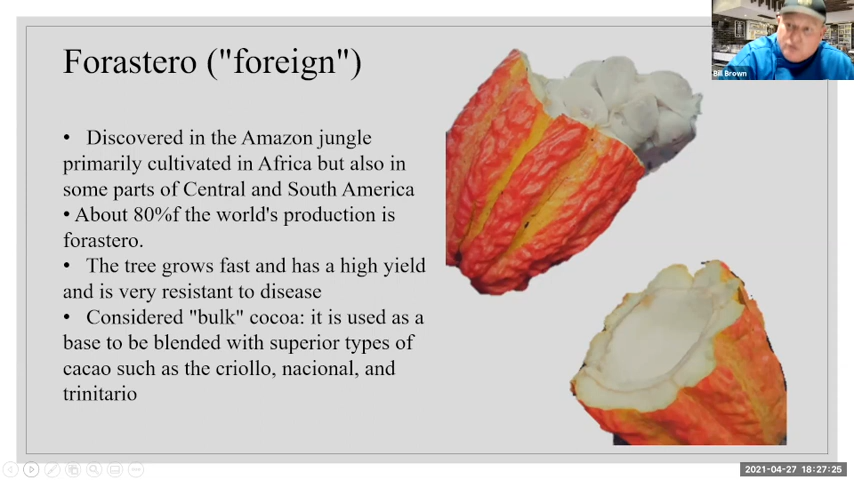 Forastero ("foreign")
• Discovered in the Amazon jungle
primarily cultivated in Africa but also in
some parts of Central and South America
• About 80%f the world's production is
forastero.
• The tree grows fast and has a high yield
and is very resistant to disease
• Considered "bulk" cocoa: it is used as a
base to be blended with superior types of
cacao such as the criollo, nacional, and
trinitario
Bill Brown
2021-04-27 18:27:25